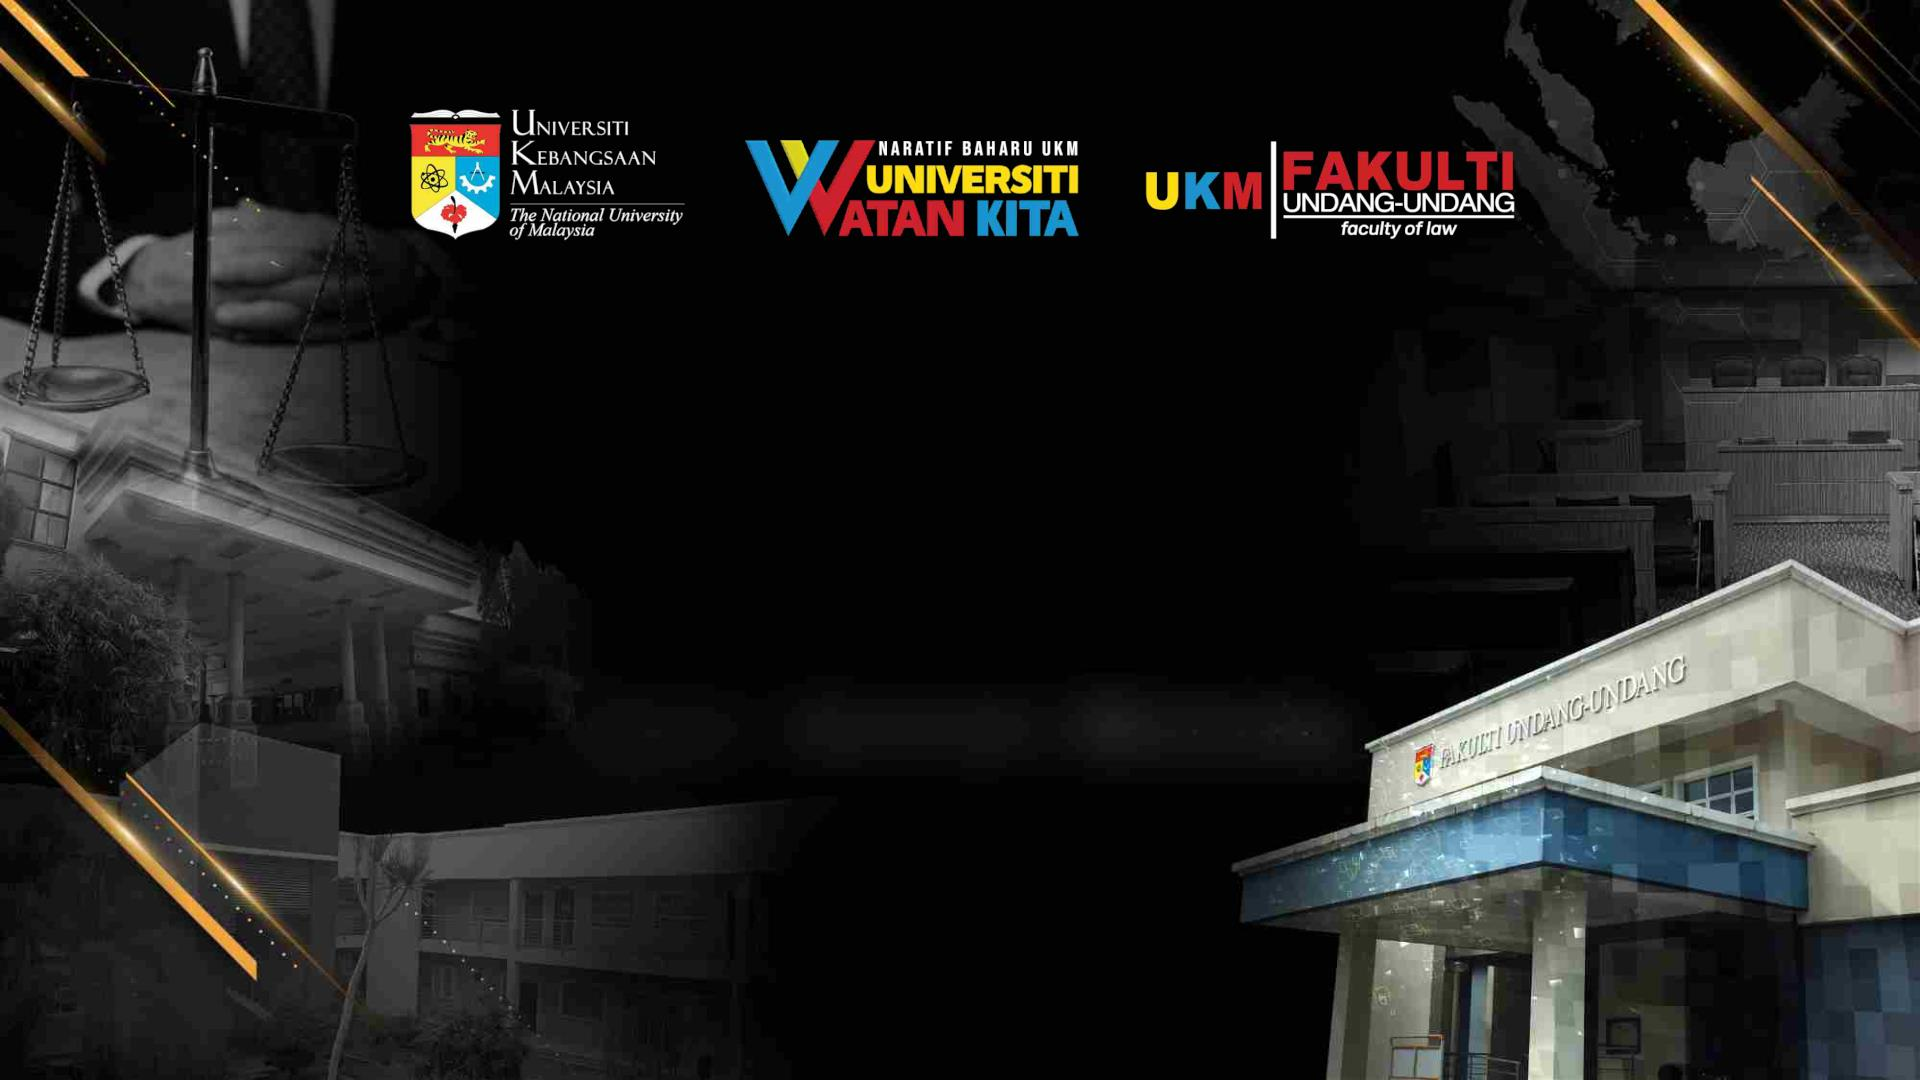 UNIVERSITI
KEBANGSAAN
MALAYSIA
The National University
of Malaysia
NARATIF BAHARU UKM
UNIVERSITI
WATAN KITA
UKM
FAKULTI
UNDANG-UNDANG
faculty of law
FAKULTI UNDANG-UNDANG